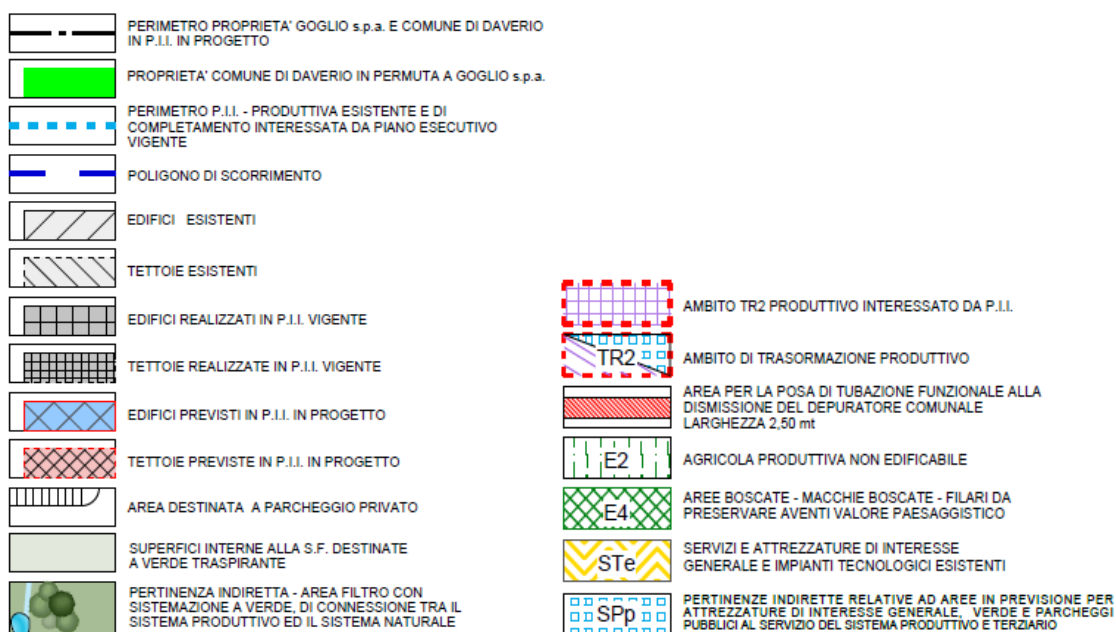 PERIMETRO PROPRIETA' GOGLIO s.p.a. E COMUNE DI DAVERIO
IN P.I.I. IN PROGETTO
PROPRIETA' COMUNE DI DAVERIO IN PERMUTA A GOGLIO s.p.a.
PERIMETRO P.I.I. - PRODUTTIVA ESISTENTE E DI
COMPLETAMENTO INTERESSATA DA PIANO ESECUTIVO
VIGENTE
POLIGONO DI SCORRIMENTO
EDIFICI ESISTENTI
TETTOIE ESISTENTI
EDIFICI REALIZZATI IN P.I.I. VIGENTE
TETTOIE REALIZZATE IN P.I.I. VIGENTE
EDIFICI PREVISTI IN P.I.I. IN PROGETTO
TETTOIE PREVISTE IN P.I.I. IN PROGETTO
AREA DESTINATA A PARCHEGGIO PRIVATO
SUPERFICI INTERNE ALLA S.F. DESTINATE
A VERDE TRASPIRANTE
PERTINENZA INDIRETTA - AREA FILTRO CON
SISTEMAZIONE A VERDE, DI CONNESSIONE TRA IL
SISTEMA PRODUTTIVO ED IL SISTEMA NATURALE
AMBITO TR2 PRODUTTIVO INTERESSATO DA P.I.I.
TR2
AMBITO DI TRASORMAZIONE PRODUTTIVO
AREA PER LA POSA DI TUBAZIONE FUNZIONALE ALLA
DISMISSIONE DEL DEPURATORE COMUNALE
LARGHEZZA 2,50 mt
E2
AGRICOLA PRODUTTIVA NON EDIFICABILE
E4
AREE BOSCATE - MACCHIE BOSCATE - FILARI DA
PRESERVARE AVENTI VALORE PAESAGGISTICO
STe
SERVIZI E ATTREZZATURE DI INTERESSE
GENERALE E IMPIANTI TECNOLOGICI ESISTENTI
SPp
PERTINENZE INDIRETTE RELATIVE AD AREE IN PREVISIONE PER
ATTREZZATURE DI INTERESSE GENERALE, VERDE E PARCHEGGI
PUBBLICI AL SERVIZIO DEL SISTEMA PRODUTTIVO E TERZIARIO